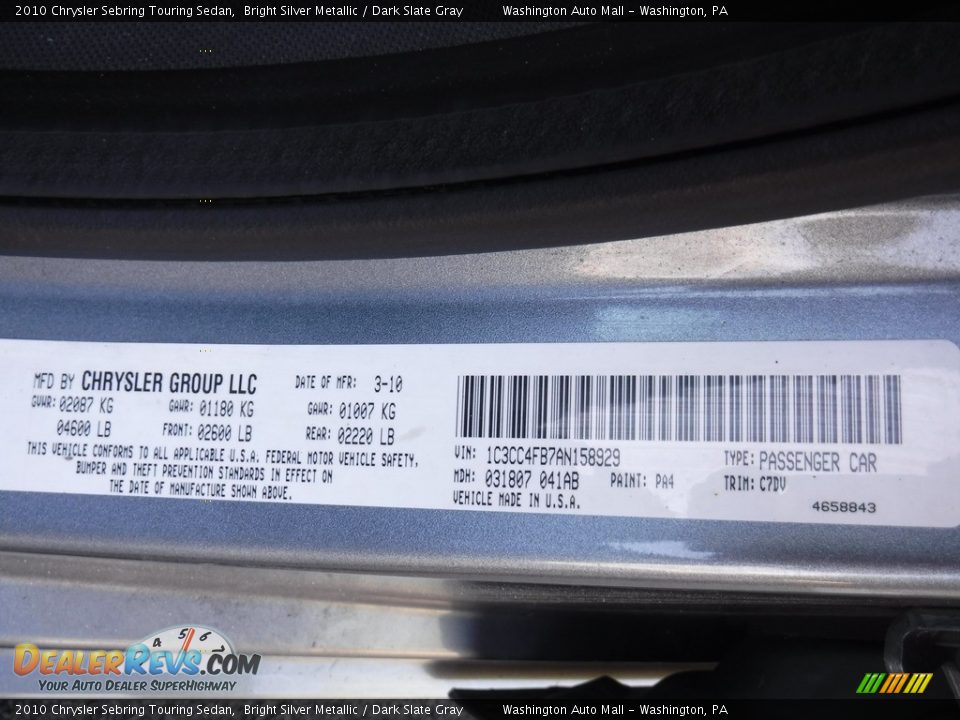 2010 Chrysler Sebring Touring Sedan, Bright Silver Metallic / Dark Slate Gray Washington Auto Mall - Washington, PA
MFD BY CHRYSLER GROUP LLC DATE OF MFR: 3-10
GVWR: 02087 KG GAWR: 01180 KG GAWR: 01007 KG
04600 LB FRONT: 02600 LB REAR: 02220 LB
THIS VEHICLE CONFORMS TO ALL APPLICABLE U.S.A. FEDERAL MOTOR VEHICLE SAFETY,
BUMPER AND THEFT PREVENTION STANDARDS IN EFFECT ON
THE DATE OF MANUFACTURE SHOWN ABOVE.
VIN: 1C3CC4FB7AN158929 TYPE: PASSENGER CAR
MDH: 031807 041AB PAINT: PA4 TRIM: C7DV
VEHICLE MADE IN U.S.A.
4658843
4 5 6
DEALERREVS.COM
YOUR AUTO DEALER SUPERHIGHWAY
2010 Chrysler Sebring Touring Sedan, Bright Silver Metallic / Dark Slate Gray Washington Auto Mall - Washington, PA